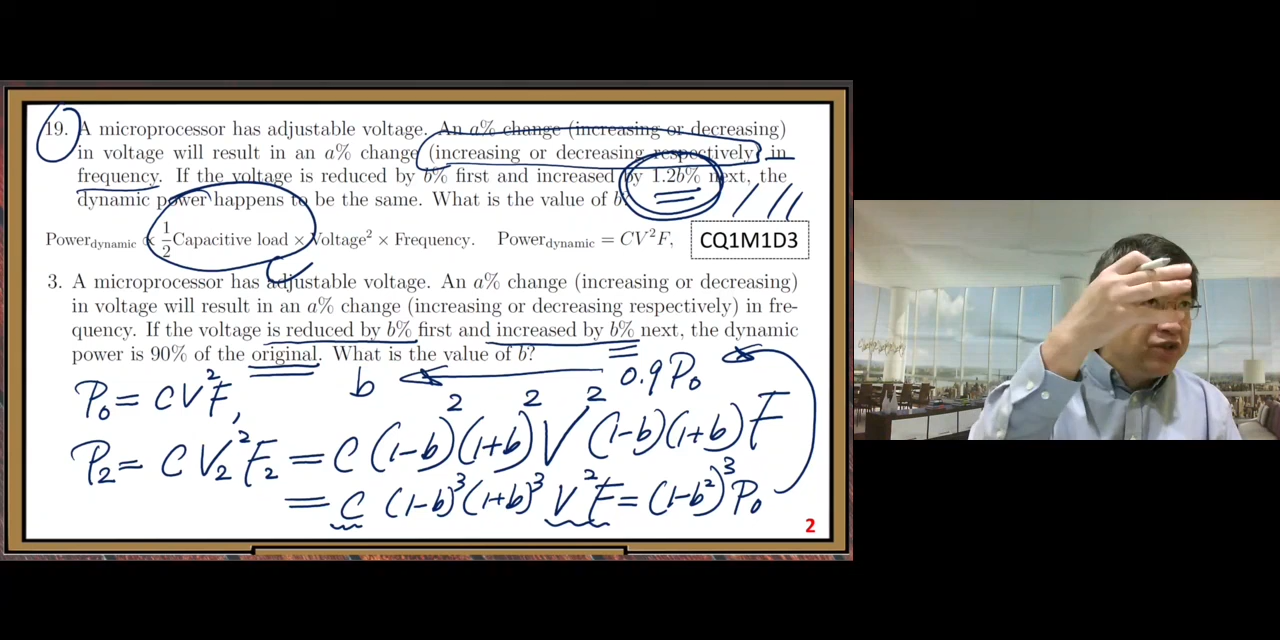 19. A microprocessor has adjustable voltage. An a% change (increasing or decreasing)
in voltage will result in an a% change (increasing or decreasing respectively) in
frequency. If the voltage is reduced by b% first and increased by 1.2b% next, the
dynamic power happens to be the same. What is the value of b?
Power_dynamic ∝ 1/2 Capacitive load × Voltage² × Frequency. Power_dynamic = CV²F,
CQ1M1D3
3. A microprocessor has adjustable voltage. An a% change (increasing or decreasing)
in voltage will result in an a% change (increasing or decreasing respectively) in fre-
quency. If the voltage is reduced by b% first and increased by b% next, the dynamic
power is 90% of the original. What is the value of b?
P₀ = CV²F,
b
0.9P₀
P₂ = CV₂²F₂ = C(1-b)²(1+b)²V²(1-b)(1+b)F
= C(1-b)³(1+b)³V²F = (1-b²)³P₀
2